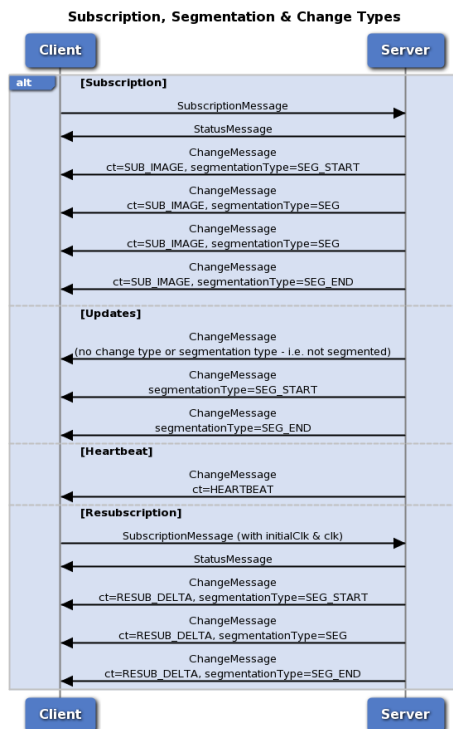 Subscription, Segmentation & Change Types
Client Server
alt [Subscription]
SubscriptionMessage
StatusMessage
ChangeMessage
ct=SUB_IMAGE, segmentationType=SEG_START
ChangeMessage
ct=SUB_IMAGE, segmentationType=SEG
ChangeMessage
ct=SUB_IMAGE, segmentationType=SEG
ChangeMessage
ct=SUB_IMAGE, segmentationType=SEG_END
[Updates]
ChangeMessage
(no change type or segmentation type - i.e. not segmented)
ChangeMessage
segmentationType=SEG_START
ChangeMessage
segmentationType=SEG_END
[Heartbeat]
ChangeMessage
ct=HEARTBEAT
[Resubscription]
SubscriptionMessage (with initialClk & clk)
StatusMessage
ChangeMessage
ct=RESUB_DELTA, segmentationType=SEG_START
ChangeMessage
ct=RESUB_DELTA, segmentationType=SEG
ChangeMessage
ct=RESUB_DELTA, segmentationType=SEG_END
Client Server